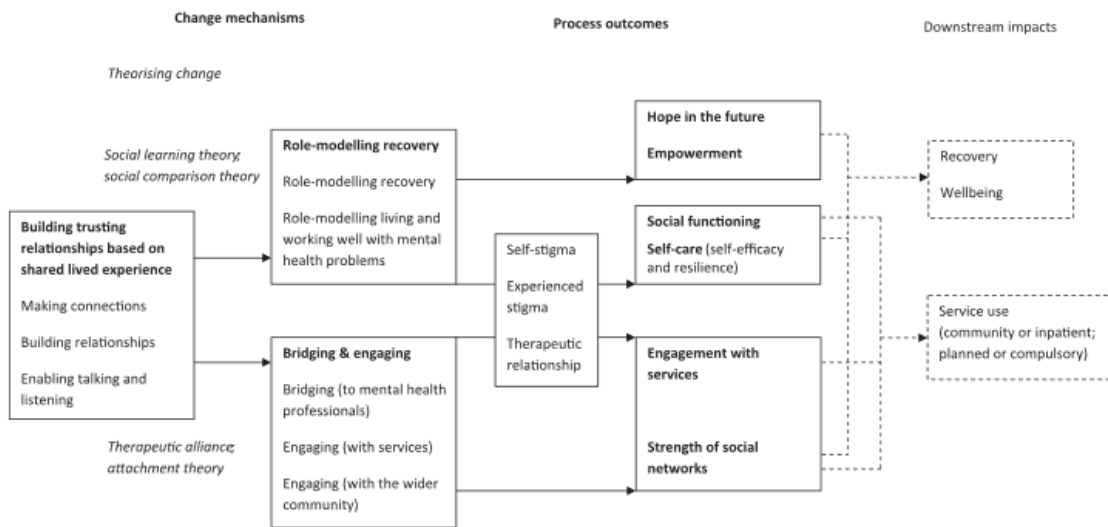 Change mechanisms
Process outcomes
Downstream impacts
Theorising change
Social learning theory;
social comparison theory
Building trusting
relationships based on
shared lived experience
Making connections
Building relationships
Enabling talking and
listening
Therapeutic alliance;
attachment theory
Role-modelling recovery
Role-modelling recovery
Role-modelling living and
working well with mental
health problems
Bridging & engaging
Bridging (to mental health
professionals)
Engaging (with services)
Engaging (with the wider
community)
Self-stigma
Experienced
stigma
Therapeutic
relationship
Hope in the future
Empowerment
Social functioning
Self-care (self-efficacy
and resilience)
Engagement with
services
Strength of social
networks
Recovery
Wellbeing
Service use
(community or inpatient;
planned or compulsory)